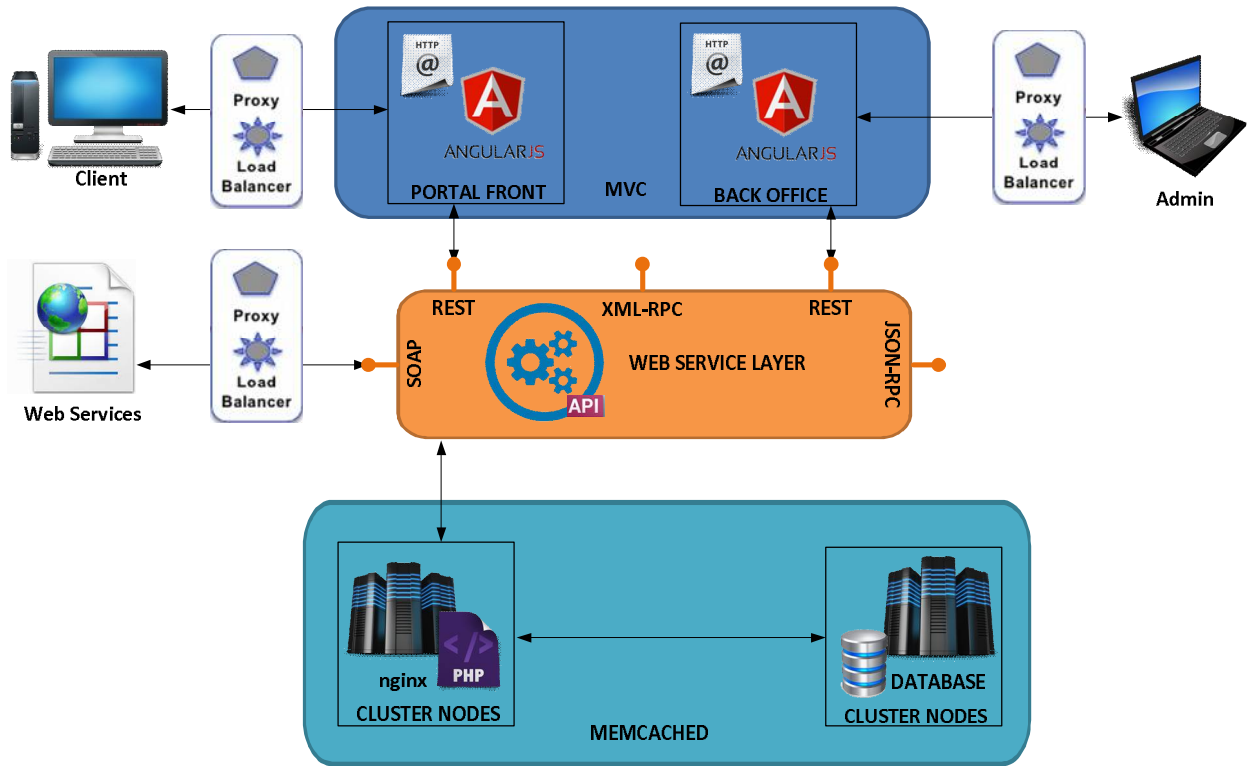 HTTP
@
ANGULARJS
PORTAL FRONT
MVC
HTTP
@
ANGULARJS
BACK OFFICE
Proxy
Load
Balancer
Client
Proxy
Load
Balancer
Admin
REST
XML-RPC
REST
SOAP
WEB SERVICE LAYER
API
JSON-RPC
Proxy
Load
Balancer
Web Services
</>
PHP
nginx
CLUSTER NODES
DATABASE
CLUSTER NODES
MEMCACHED